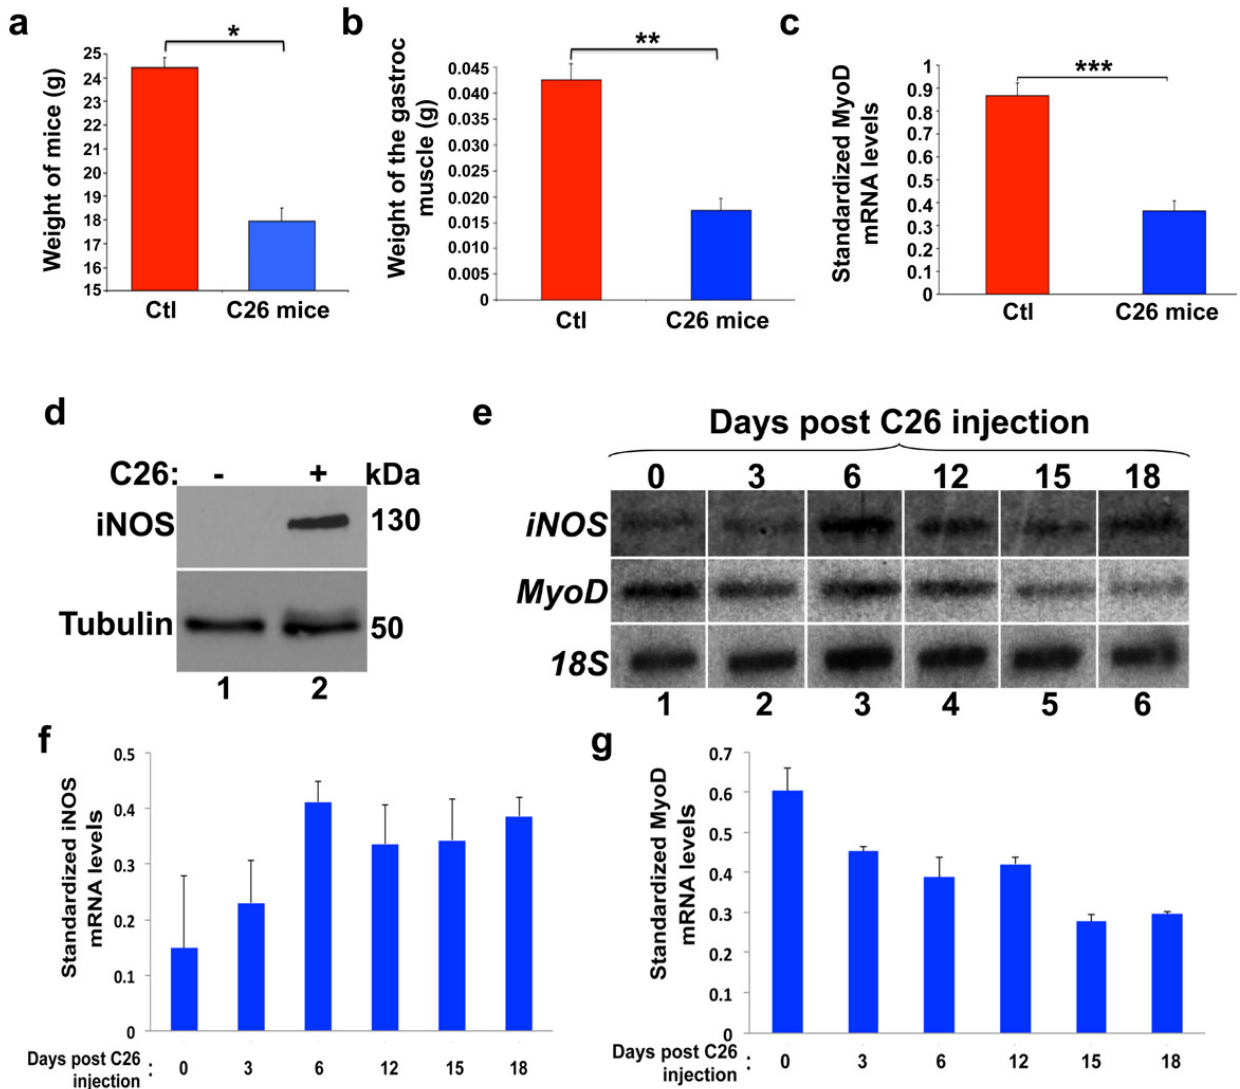 a
*
Weight of mice (g)
25
24
23
22
21
20
19
18
17
16
15
Ctl C26 mice
b
**
Weight of the gastroc
muscle (g)
0.045
0.040
0.035
0.030
0.025
0.020
0.015
0.010
0.005
0
Ctl C26 mice
c
***
Standardized MyoD
mRNA levels
1
0.9
0.8
0.7
0.6
0.5
0.4
0.3
0.2
0.1
0
Ctl C26 mice
d
C26: - + kDa
iNOS 130
Tubulin 50
1 2
e
Days post C26 injection
0 3 6 12 15 18
iNOS
MyoD
18S
1 2 3 4 5 6
f
Standardized iNOS
mRNA levels
0.5
0.4
0.3
0.2
0.1
0
Days post C26
injection : 0 3 6 12 15 18
g
Standardized MyoD
mRNA levels
0.7
0.6
0.5
0.4
0.3
0.2
0.1
0
Days post C26
injection : 0 3 6 12 15 18